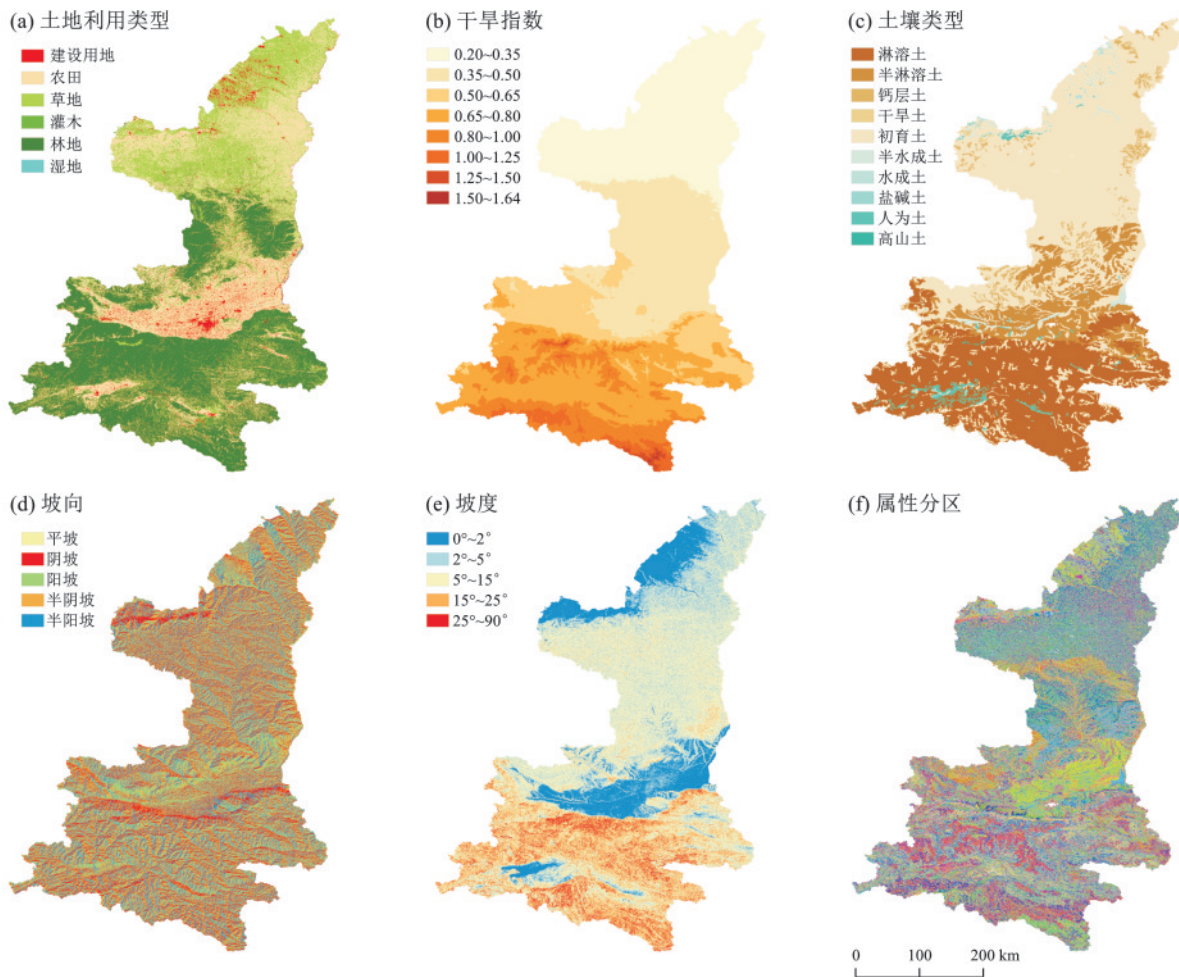 (a) 土地利用类型
建设用地
农田
草地
灌木
林地
湿地
(b) 干旱指数
0.20~0.35
0.35~0.50
0.50~0.65
0.65~0.80
0.80~1.00
1.00~1.25
1.25~1.50
1.50~1.64
(c) 土壤类型
淋溶土
半淋溶土
钙层土
干旱土
初育土
半水成土
水成土
盐碱土
人为土
高山土
(d) 坡向
平坡
阴坡
阳坡
半阴坡
半阳坡
(e) 坡度
0°~2°
2°~5°
5°~15°
15°~25°
25°~90°
(f) 属性分区
0 100 200 km